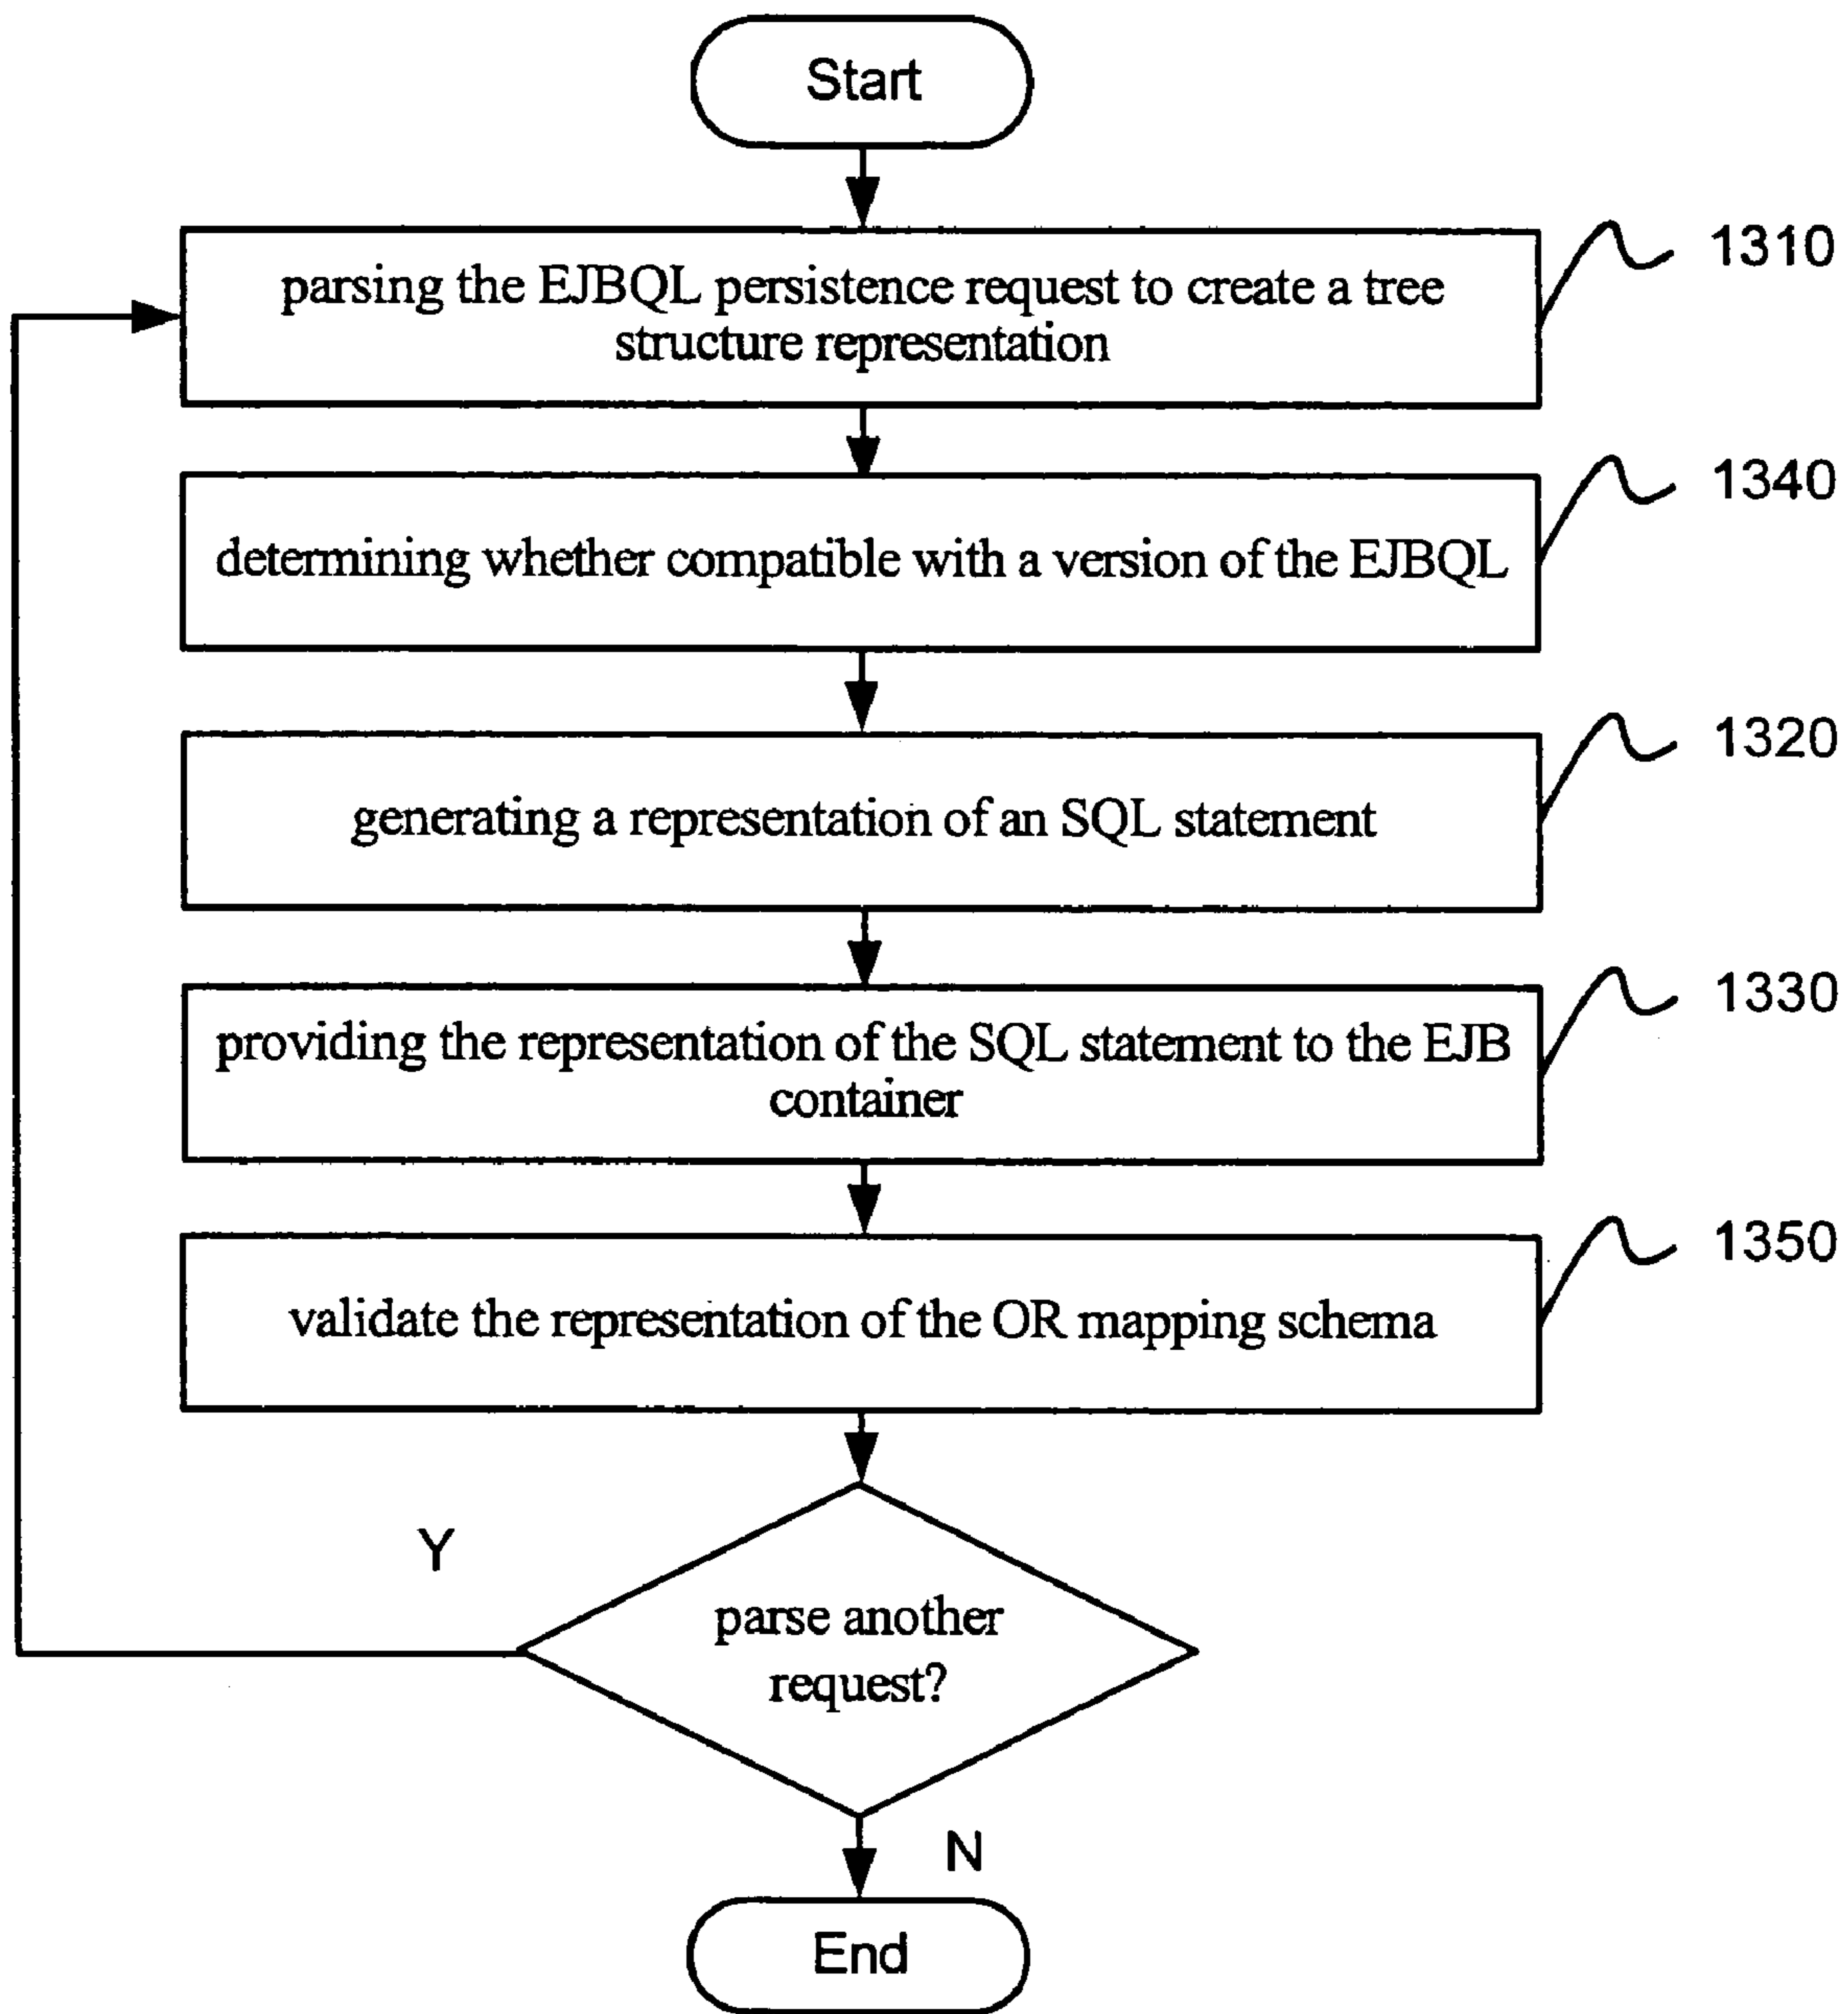 Start
parsing the EJBQL persistence request to create a tree
structure representation
1310
determining whether compatible with a version of the EJBQL
1340
generating a representation of an SQL statement
1320
providing the representation of the SQL statement to the EJB
container
1330
validate the representation of the OR mapping schema
1350
Y
parse another
request?
N
End